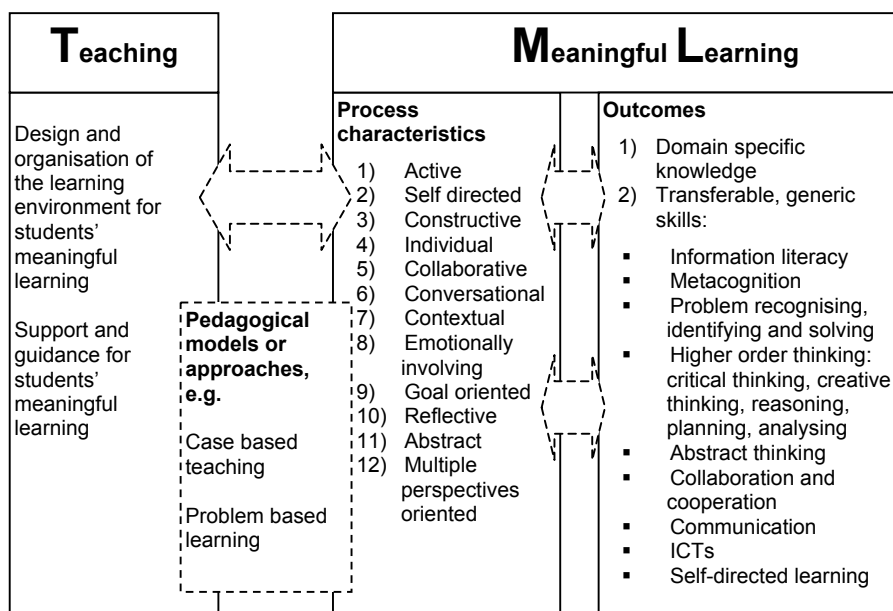 Teaching
Design and
organisation of
the learning
environment for
students’
meaningful
learning
Support and
guidance for
students’
meaningful
learning
Pedagogical
models or
approaches,
e.g.
Case based
teaching
Problem based
learning
Meaningful Learning
Process
characteristics
1) Active
2) Self directed
3) Constructive
4) Individual
5) Collaborative
6) Conversational
7) Contextual
8) Emotionally
involving
9) Goal oriented
10) Reflective
11) Abstract
12) Multiple
perspectives
oriented
Outcomes
1) Domain specific
knowledge
2) Transferable, generic
skills:
▪ Information literacy
▪ Metacognition
▪ Problem recognising,
identifying and solving
▪ Higher order thinking:
critical thinking, creative
thinking, reasoning,
planning, analysing
▪ Abstract thinking
▪ Collaboration and
cooperation
▪ Communication
▪ ICTs
▪ Self-directed learning